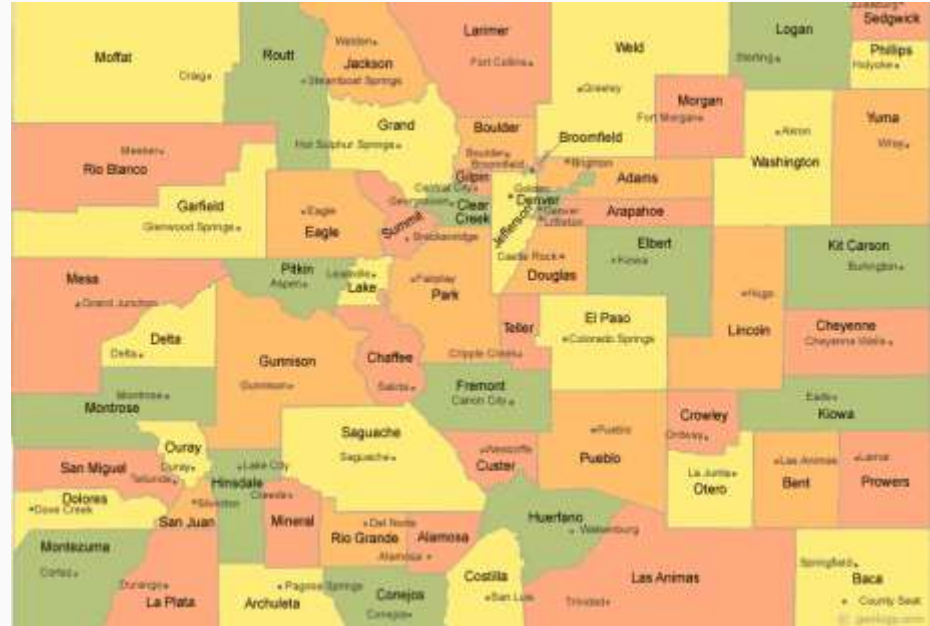 Larimer
Logan
Sedgwick
Moffat
Routt
Walden
Jackson
Weld
Sterling
Phillips
Holyoke
Craig
Steamboat Springs
Fort Collins
Greeley
Morgan
Fort Morgan
Yuma
Wray
Grand
Hot Sulphur Springs
Boulder
Boulder
Broomfield
Broomfield
Akron
Washington
Meeker
Rio Blanco
Gilpin
Central City
Brighton
Adams
Garfield
Glenwood Springs
Georgetown
Clear
Creek
Golden
Denver
Denver
Littleton
Arapahoe
Eagle
Eagle
Summit
Breckenridge
Jefferson
Castle Rock
Douglas
Elbert
Kiowa
Kit Carson
Burlington
Mesa
Grand Junction
Pitkin
Aspen
Leadville
Lake
Fairplay
Park
Hugo
Lincoln
Delta
Delta
Gunnison
Gunnison
Chaffee
Salida
Teller
Cripple Creek
El Paso
Colorado Springs
Cheyenne
Cheyenne Wells
Montrose
Montrose
Fremont
Canon City
Eads
Kiowa
Crowley
Ordway
Ouray
Ouray
Saguache
Saguache
Westcliffe
Custer
Pueblo
Pueblo
La Junta
Otero
Las Animas
Bent
Lamar
Prowers
San Miguel
Telluride
Lake City
Hinsdale
Creede
Dolores
Dove Creek
Silverton
San Juan
Mineral
Del Norte
Rio Grande
Alamosa
Alamosa
Huerfano
Walsenburg
Montezuma
Cortez
Durango
La Plata
Pagosa Springs
Archuleta
Conejos
Conejos
Costilla
San Luis
Las Animas
Trinidad
Springfield
Baca
County Seat
© geology.com